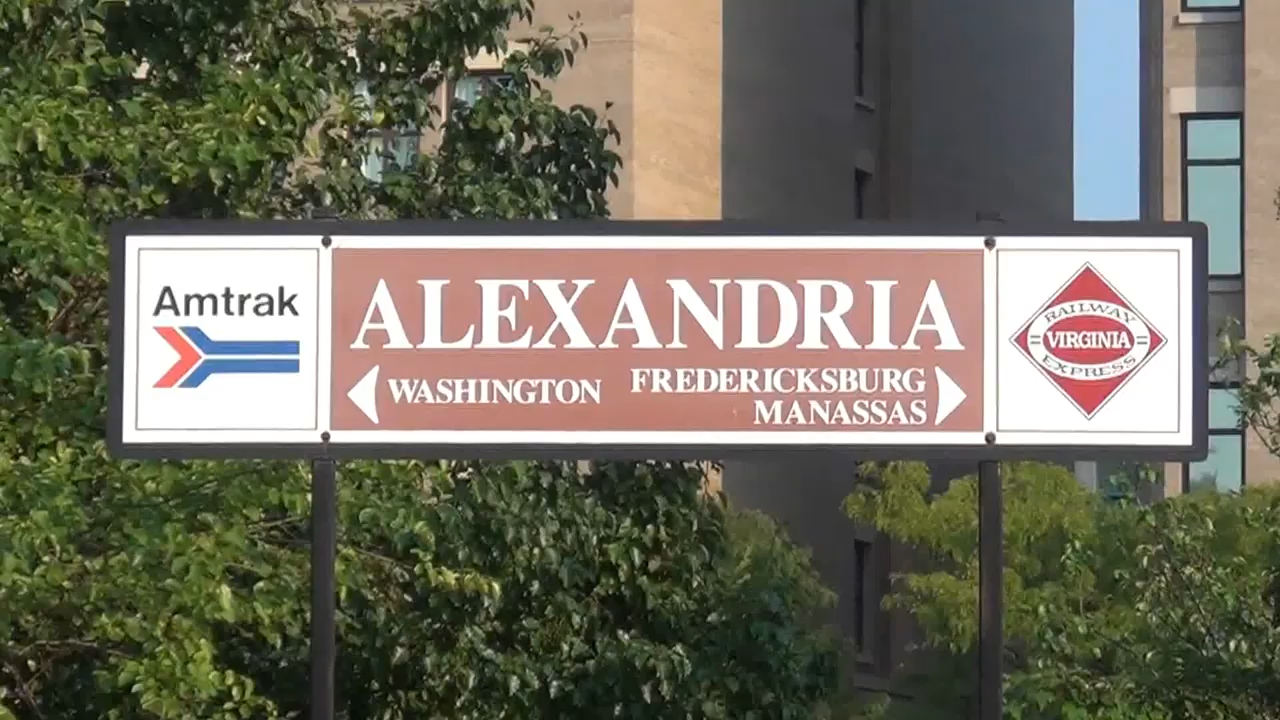 Amtrak
ALEXANDRIA
WASHINGTON
FREDERICKSBURG
MANASSAS
RAILWAY
VIRGINIA
EXPRESS